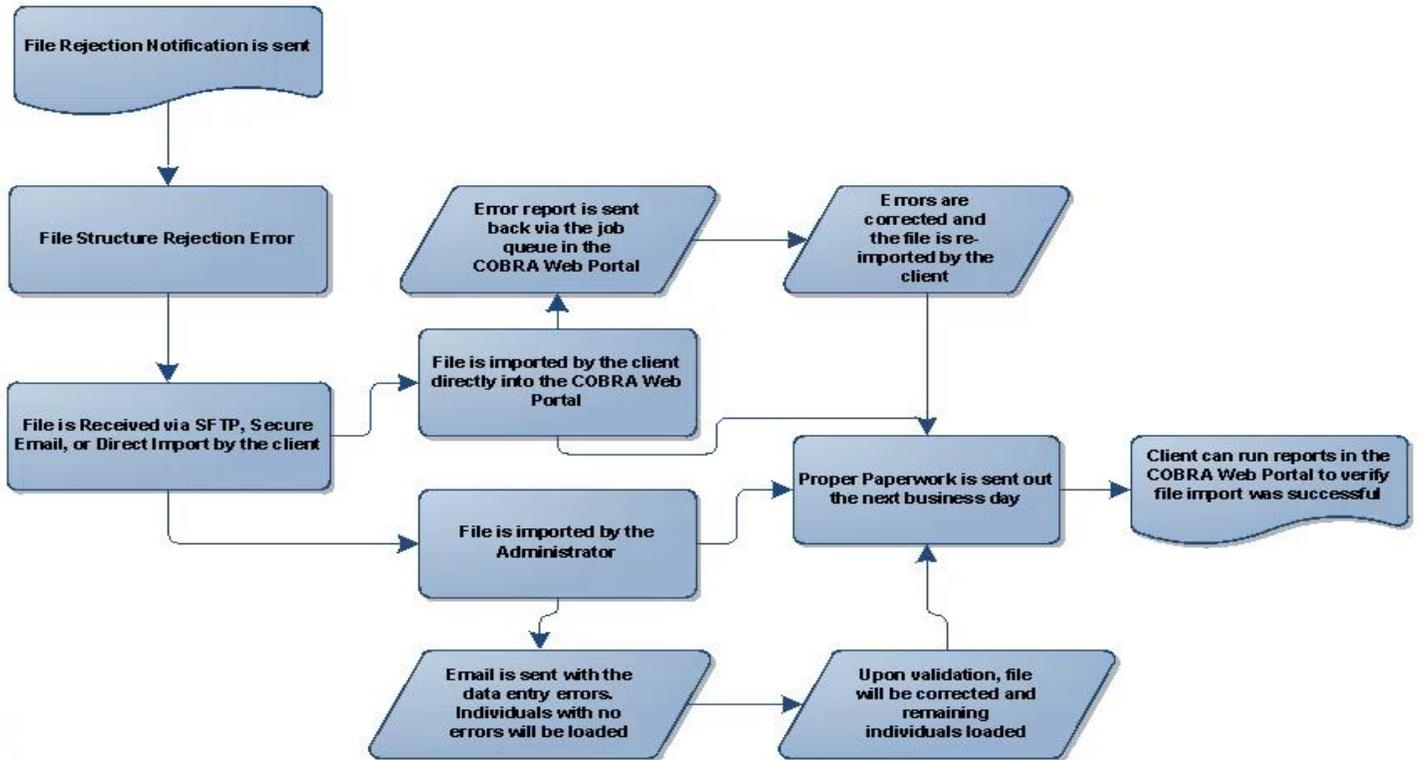 File Rejection Notification is sent
File Structure Rejection Error
File is Received via SFTP, Secure
Email, or Direct Import by the client
Error report is sent
back via the job
queue in the
COBRA Web Portal
Errors are
corrected and
the file is re-
imported by the
client
File is imported by the client
directly into the COBRA Web
Portal
File is imported by the
Administrator
Proper Paperwork is sent out
the next business day
Client can run reports in the
COBRA Web Portal to verify
file import was successful
Email is sent with the
data entry errors.
Individuals with no
errors will be loaded
Upon validation, file
will be corrected and
remaining
individuals loaded